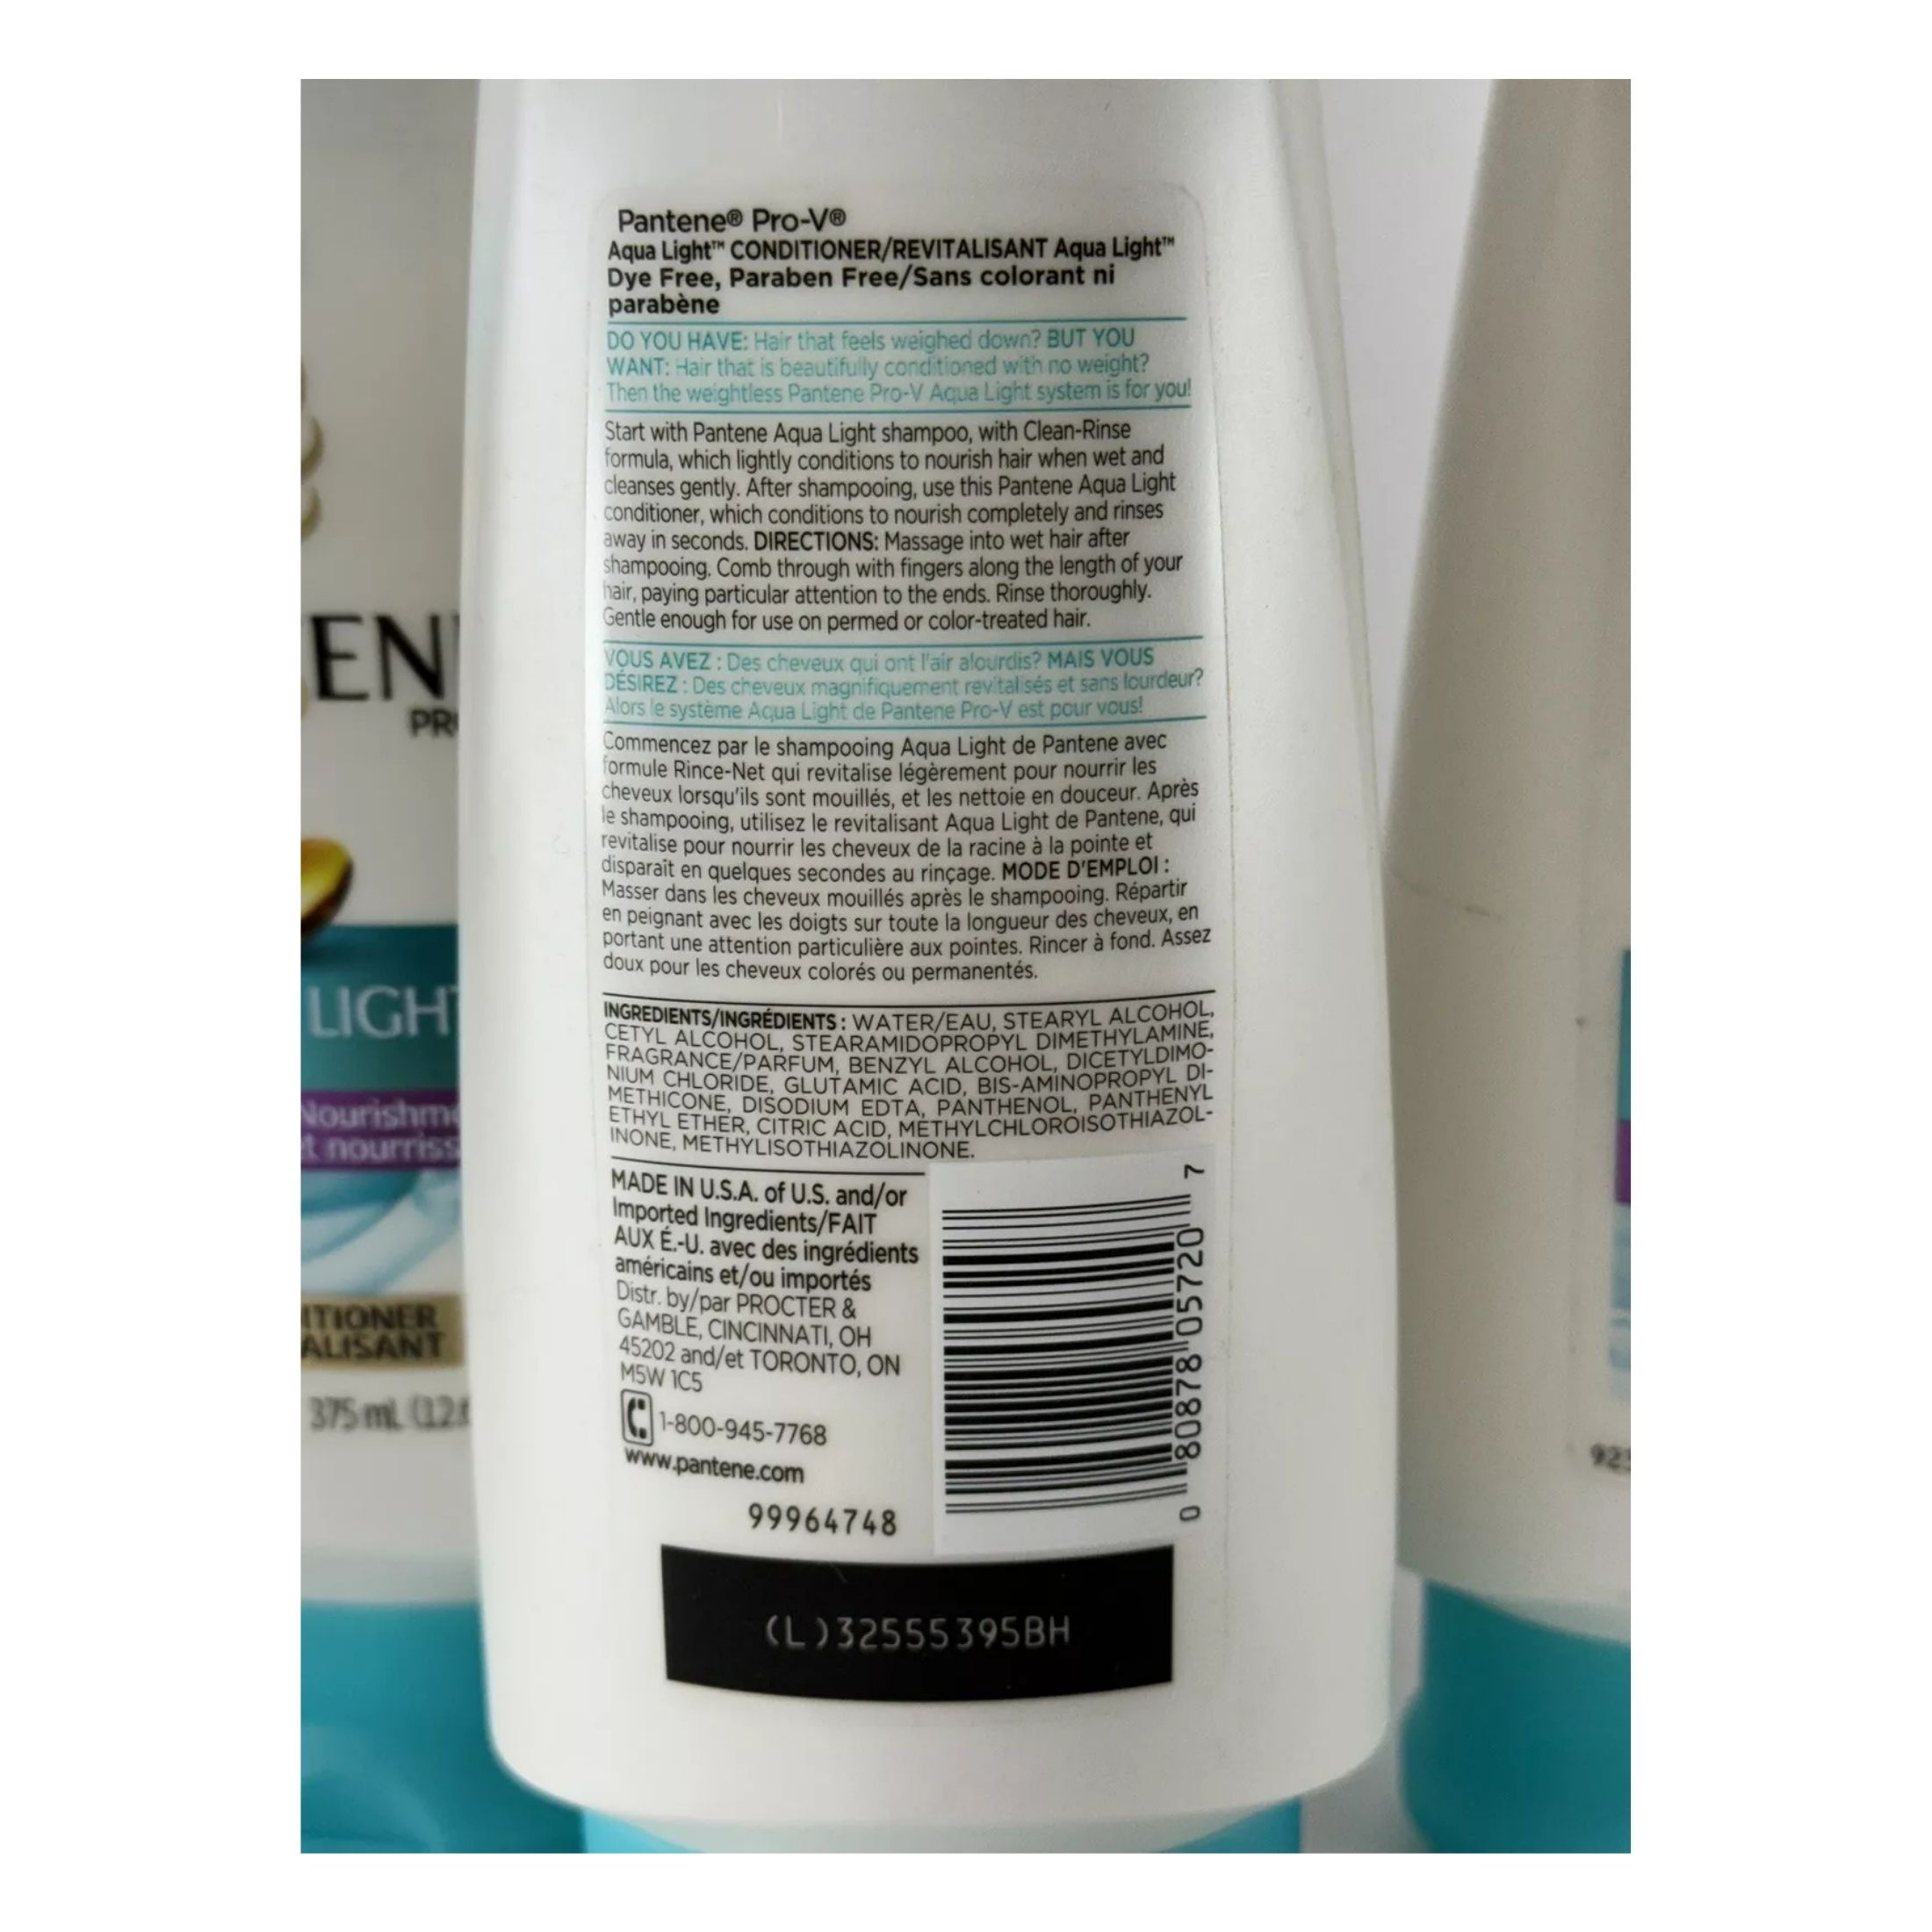 Pantene® Pro-V®
Aqua Light™ CONDITIONER/REVITALISANT Aqua Light™
Dye Free, Paraben Free/Sans colorant ni
parabène
DO YOU HAVE: Hair that feels weighed down? BUT YOU
WANT: Hair that is beautifully conditioned with no weight?
Then the weightless Pantene Pro-V Aqua Light system is for you!
Start with Pantene Aqua Light shampoo, with Clean-Rinse
formula, which lightly conditions to nourish hair when wet and
cleanses gently. After shampooing, use this Pantene Aqua Light
conditioner, which conditions to nourish completely and rinses
away in seconds. DIRECTIONS: Massage into wet hair after
shampooing. Comb through with fingers along the length of your
hair, paying particular attention to the ends. Rinse thoroughly.
Gentle enough for use on permed or color-treated hair.
VOUS AVEZ : Des cheveux qui ont l'air alourdis? MAIS VOUS
DÉSIREZ : Des cheveux magnifiquement revitalisés et sans lourdeur?
Alors le système Aqua Light de Pantene Pro-V est pour vous!
Commencez par le shampooing Aqua Light de Pantene avec
formule Rince-Net qui revitalise légèrement pour nourrir les
cheveux lorsqu'ils sont mouillés, et les nettoie en douceur. Après
le shampooing, utilisez le revitalisant Aqua Light de Pantene, qui
revitalise pour nourrir les cheveux de la racine à la pointe et
disparaît en quelques secondes au rinçage. MODE D'EMPLOI :
Masser dans les cheveux mouillés après le shampooing. Répartir
en peignant avec les doigts sur toute la longueur des cheveux, en
portant une attention particulière aux pointes. Rincer à fond. Assez
doux pour les cheveux colorés ou permanentés.
INGREDIENTS/INGRÉDIENTS : WATER/EAU, STEARYL ALCOHOL,
CETYL ALCOHOL, STEARAMIDOPROPYL DIMETHYLAMINE,
FRAGRANCE/PARFUM, BENZYL ALCOHOL, DICETYLDIMO-
NIUM CHLORIDE, GLUTAMIC ACID, BIS-AMINOPROPYL DI-
METHICONE, DISODIUM EDTA, PANTHENOL, PANTHENYL
ETHYL ETHER, CITRIC ACID, METHYLCHLOROISOTHIAZOL-
INONE, METHYLISOTHIAZOLINONE.
MADE IN U.S.A. of U.S. and/or
Imported Ingredients/FAIT
AUX É.-U. avec des ingrédients
américains et/ou importés
Distr. by/par PROCTER &
GAMBLE, CINCINNATI, OH
45202 and/et TORONTO, ON
M5W 1C5
1-800-945-7768
www.pantene.com
99964748
0 80878 05720 7
(L)32555395BH
EN
PR
LIGHT
Nourishm
t nourriss
ITIONER
ALISANT
375 mL (12.
92